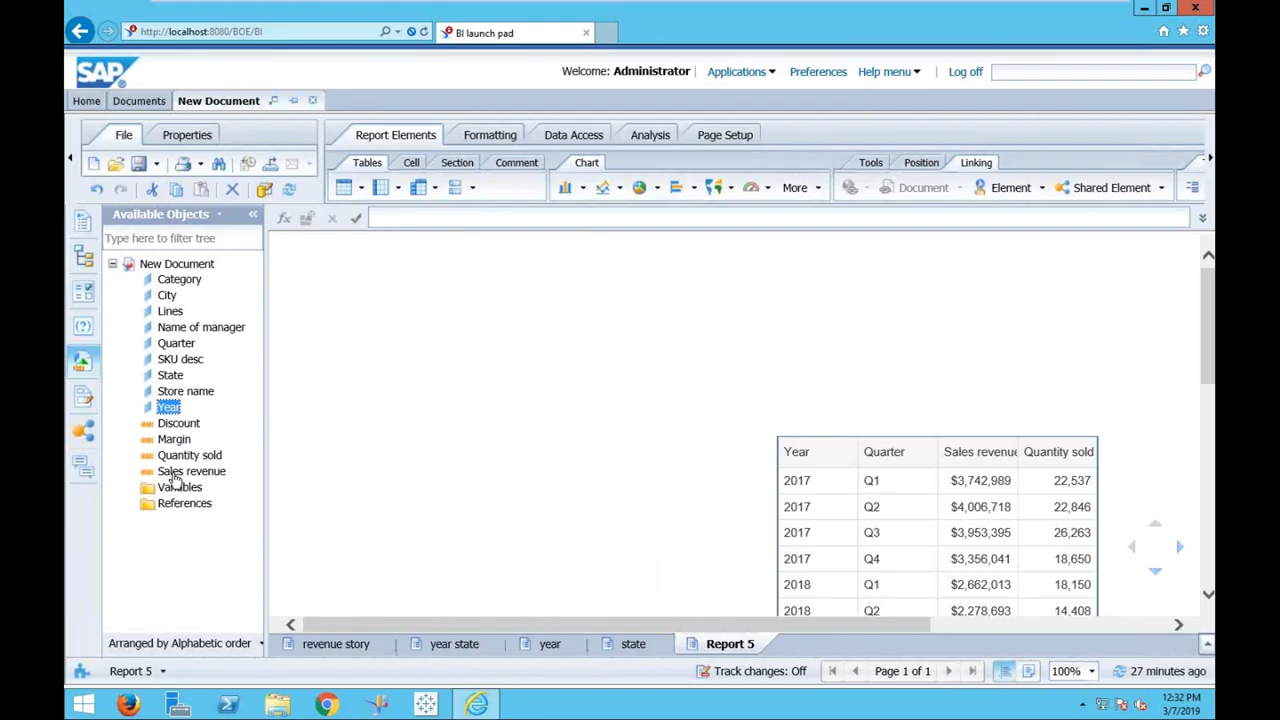 http://localhost:8080/BOE/BI
BI launch pad
SAP
Welcome: Administrator
Applications
Preferences
Help menu
Log off
Home
Documents
New Document
File
Properties
Report Elements
Formatting
Data Access
Analysis
Page Setup
Tables
Cell
Section
Comment
Chart
Tools
Position
Linking
More
Document
Element
Shared Element
Available Objects
Type here to filter tree
New Document
Category
City
Lines
Name of manager
Quarter
SKU desc
State
Store name
Year
Discount
Margin
Quantity sold
Sales revenue
Variables
References
Arranged by Alphabetic order
Year Quarter Sales revenue Quantity sold
2017 Q1 $3,742,989 22,537
2017 Q2 $4,006,718 22,846
2017 Q3 $3,953,395 26,263
2017 Q4 $3,356,041 18,650
2018 Q1 $2,662,013 18,150
2018 Q2 $2,278,693 14,408
revenue story
year state
year
state
Report 5
Report 5
Track changes: Off
Page 1 of 1
100%
27 minutes ago
12:32 PM
3/7/2019